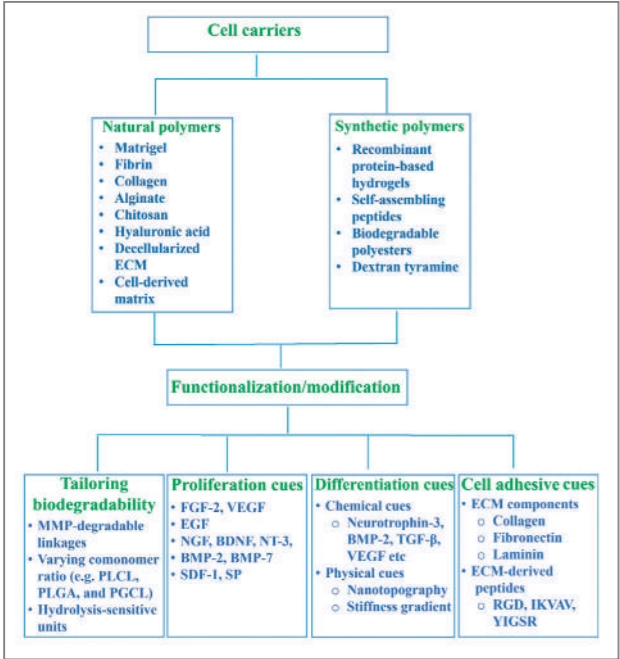 Cell carriers
Natural polymers
• Matrigel
• Fibrin
• Collagen
• Alginate
• Chitosan
• Hyaluronic acid
• Decellularized
ECM
• Cell-derived
matrix
Synthetic polymers
• Recombinant
protein-based
hydrogels
• Self-assembling
peptides
• Biodegradable
polyesters
• Dextran tyramine
Functionalization/modification
Tailoring
biodegradability
• MMP-degradable
linkages
• Varying comonomer
ratio (e.g. PLCL,
PLGA, and PGCL)
• Hydrolysis-sensitive
units
Proliferation cues
• FGF-2, VEGF
• EGF
• NGF, BDNF, NT-3,
• BMP-2, BMP-7
• SDF-1, SP
Differentiation cues
• Chemical cues
o Neurotrophin-3,
BMP-2, TGF-β,
VEGF etc
• Physical cues
o Nanotopography
o Stiffness gradient
Cell adhesive cues
• ECM components
o Collagen
o Fibronectin
o Laminin
• ECM-derived
peptides
o RGD, IKVAV,
YIGSR